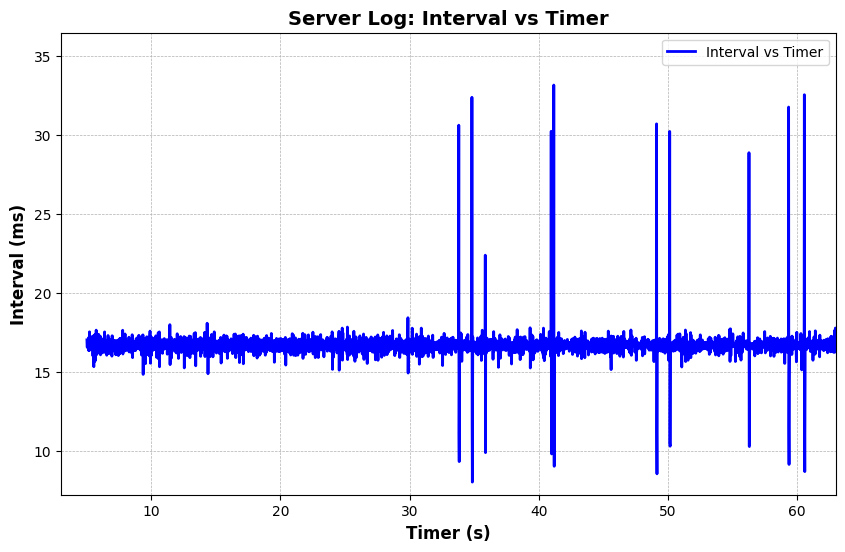 Server Log: Interval vs Timer
Interval vs Timer
35
30
25
20
15
10
Interval (ms)
10 20 30 40 50 60
Timer (s)